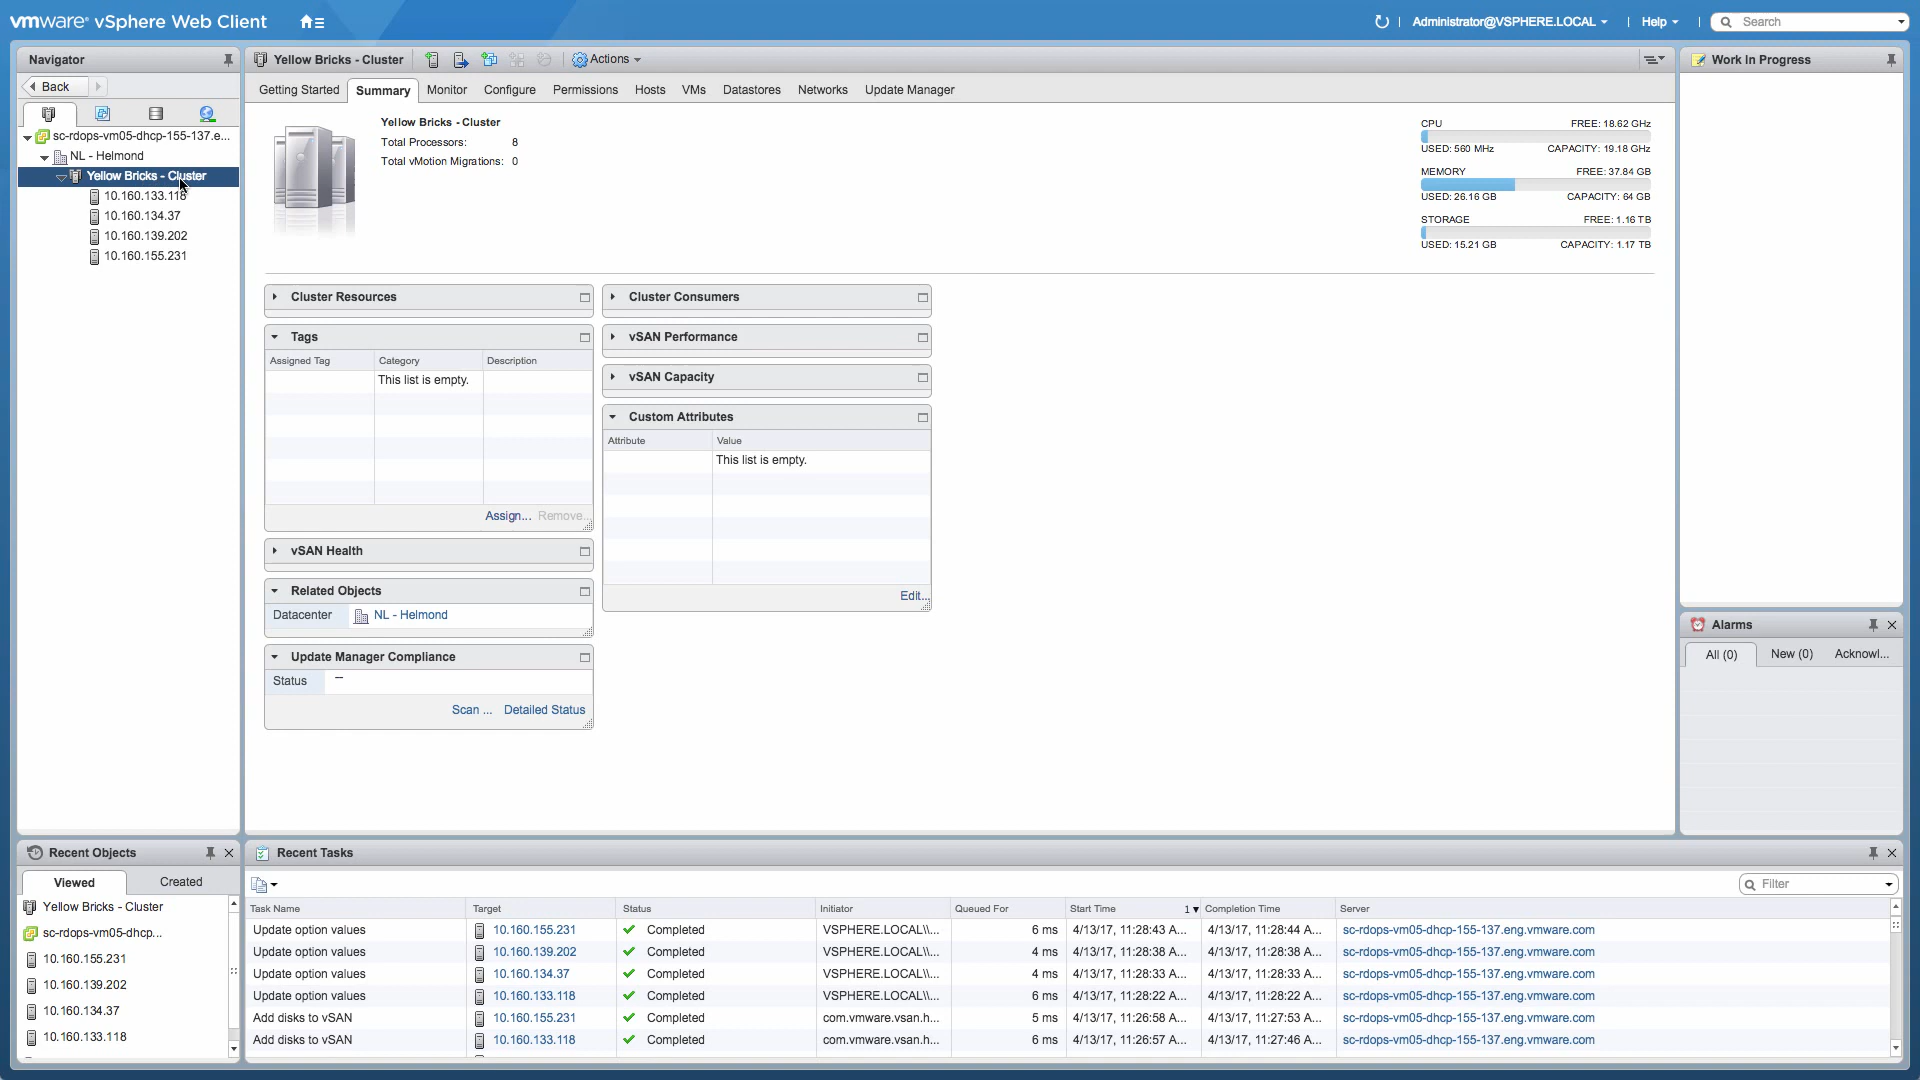 vmware® vSphere Web Client
Administrator@VSPHERE.LOCAL
Help
Search
Navigator
Back
sc-rdops-vm05-dhcp-155-137.e...
NL - Helmond
Yellow Bricks - Cluster
10.160.133.118
10.160.134.37
10.160.139.202
10.160.155.231
Yellow Bricks - Cluster
Actions
Getting Started Summary Monitor Configure Permissions Hosts VMs Datastores Networks Update Manager
Yellow Bricks - Cluster
Total Processors: 8
Total vMotion Migrations: 0
CPU FREE: 18.62 GHz
USED: 560 MHz CAPACITY: 19.18 GHz
MEMORY FREE: 37.84 GB
USED: 26.16 GB CAPACITY: 64 GB
STORAGE FREE: 1.16 TB
USED: 15.21 GB CAPACITY: 1.17 TB
Cluster Resources
Tags
Assigned Tag Category Description
This list is empty.
Assign... Remove...
vSAN Health
Related Objects
Datacenter NL - Helmond
Update Manager Compliance
Status —
Scan ... Detailed Status
Cluster Consumers
vSAN Performance
vSAN Capacity
Custom Attributes
Attribute Value
This list is empty.
Edit...
Work In Progress
Alarms
All (0) New (0) Acknowl...
Recent Objects
Viewed Created
Yellow Bricks - Cluster
sc-rdops-vm05-dhcp...
10.160.155.231
10.160.139.202
10.160.134.37
10.160.133.118
Recent Tasks
Filter
Task Name Target Status Initiator Queued For Start Time 1 Completion Time Server
Update option values 10.160.155.231 Completed VSPHERE.LOCAL\\... 6 ms 4/13/17, 11:28:43 A... 4/13/17, 11:28:44 A... sc-rdops-vm05-dhcp-155-137.eng.vmware.com
Update option values 10.160.139.202 Completed VSPHERE.LOCAL\\... 4 ms 4/13/17, 11:28:38 A... 4/13/17, 11:28:38 A... sc-rdops-vm05-dhcp-155-137.eng.vmware.com
Update option values 10.160.134.37 Completed VSPHERE.LOCAL\\... 4 ms 4/13/17, 11:28:33 A... 4/13/17, 11:28:33 A... sc-rdops-vm05-dhcp-155-137.eng.vmware.com
Update option values 10.160.133.118 Completed VSPHERE.LOCAL\\... 6 ms 4/13/17, 11:28:22 A... 4/13/17, 11:28:22 A... sc-rdops-vm05-dhcp-155-137.eng.vmware.com
Add disks to vSAN 10.160.155.231 Completed com.vmware.vsan.h... 5 ms 4/13/17, 11:26:58 A... 4/13/17, 11:27:53 A... sc-rdops-vm05-dhcp-155-137.eng.vmware.com
Add disks to vSAN 10.160.133.118 Completed com.vmware.vsan.h... 6 ms 4/13/17, 11:26:57 A... 4/13/17, 11:27:46 A... sc-rdops-vm05-dhcp-155-137.eng.vmware.com